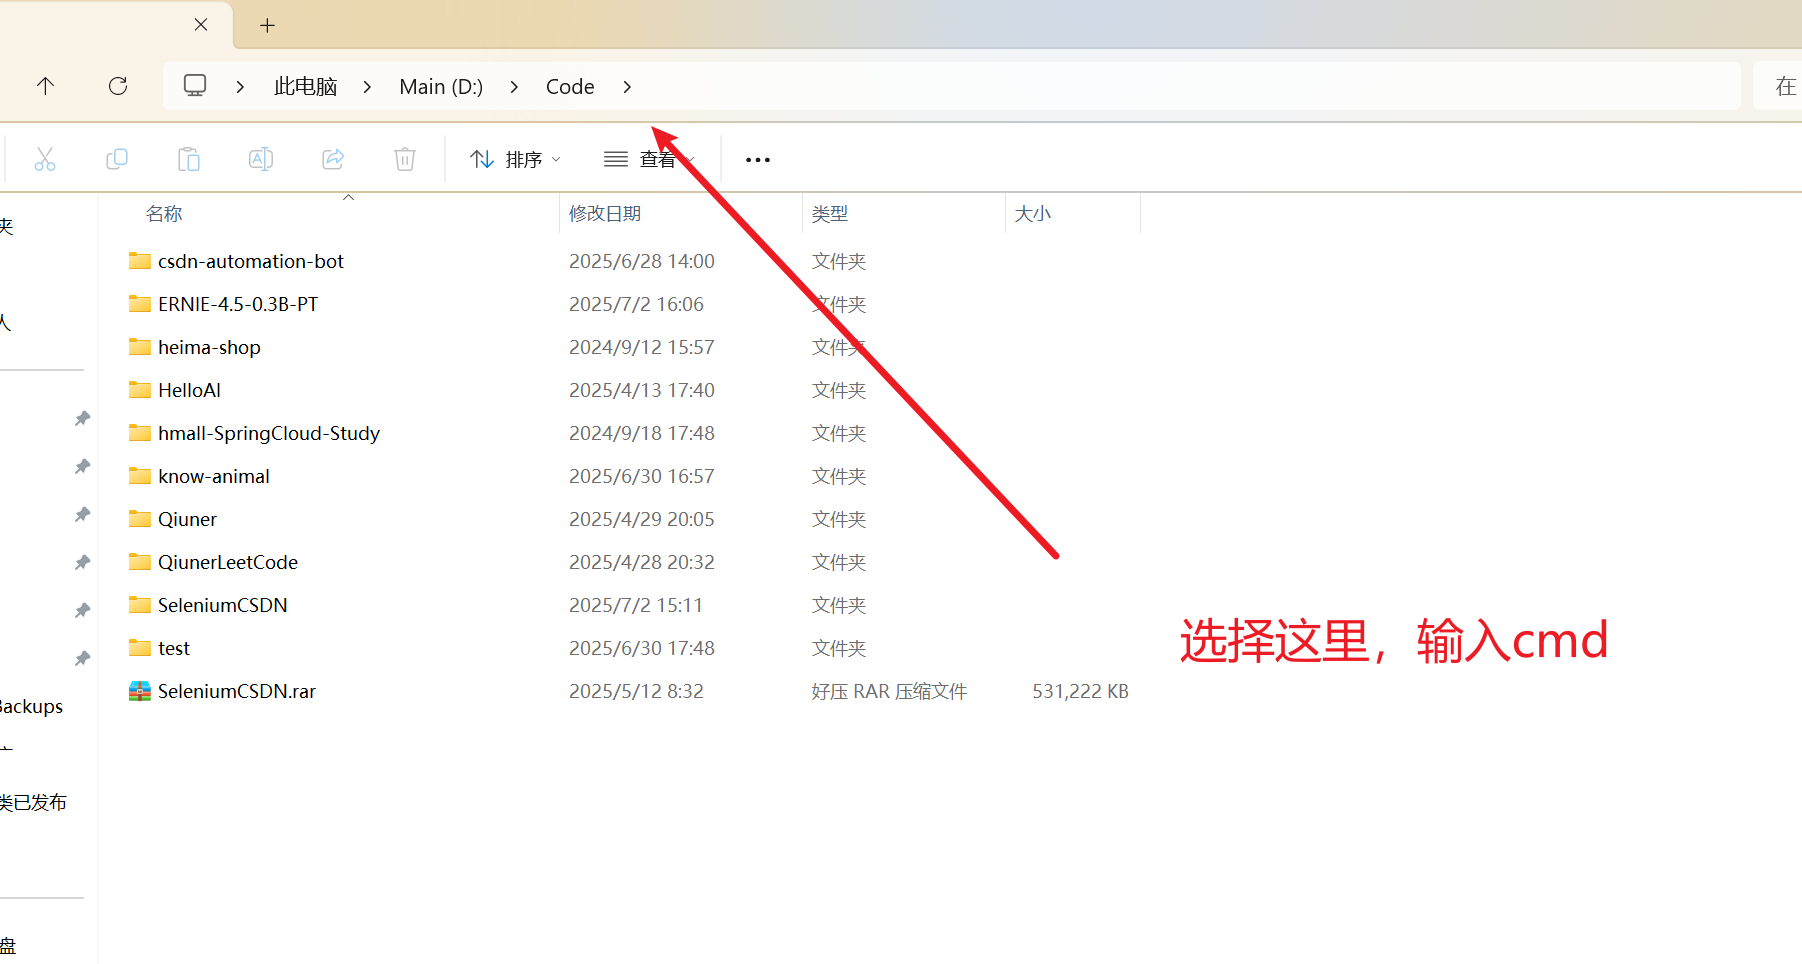 此电脑 > Main (D:) > Code >
在
排序 查看
名称 修改日期 类型 大小
夹
csdn-automation-bot 2025/6/28 14:00 文件夹
ERNIE-4.5-0.3B-PT 2025/7/2 16:06 文件夹
人
heima-shop 2024/9/12 15:57 文件夹
HelloAI 2025/4/13 17:40 文件夹
hmall-SpringCloud-Study 2024/9/18 17:48 文件夹
know-animal 2025/6/30 16:57 文件夹
Qiuner 2025/4/29 20:05 文件夹
QiunerLeetCode 2025/4/28 20:32 文件夹
SeleniumCSDN 2025/7/2 15:11 文件夹
test 2025/6/30 17:48 文件夹
选择这里，输入cmd
SeleniumCSDN.rar 2025/5/12 8:32 好压 RAR 压缩文件 531,222 KB
Backups
类已发布
盘